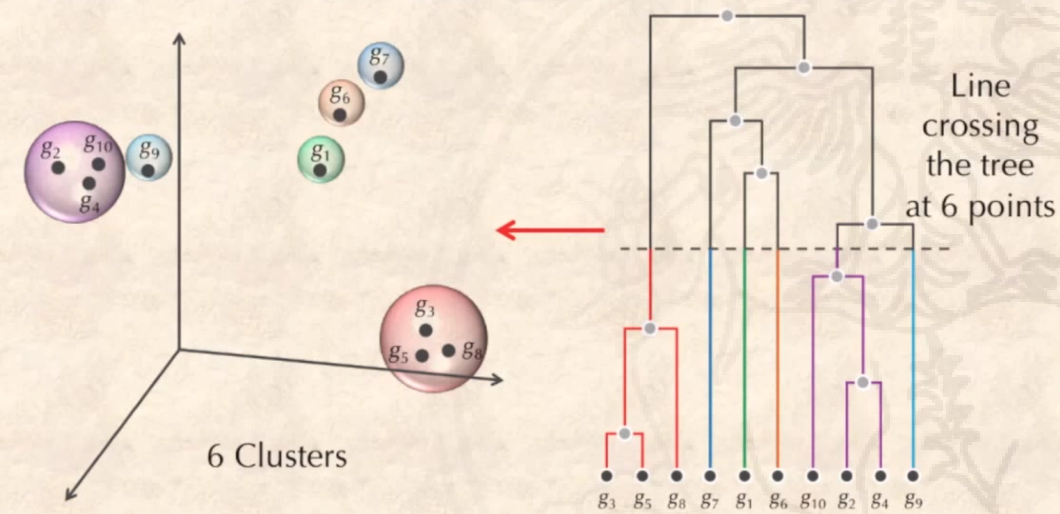 g7
g6
g2
g10
g9
g1
g4
Line
crossing
the tree
at 6 points
g3
g5
g8
6 Clusters
g3 g5 g8 g7 g1 g6 g10 g2 g4 g9